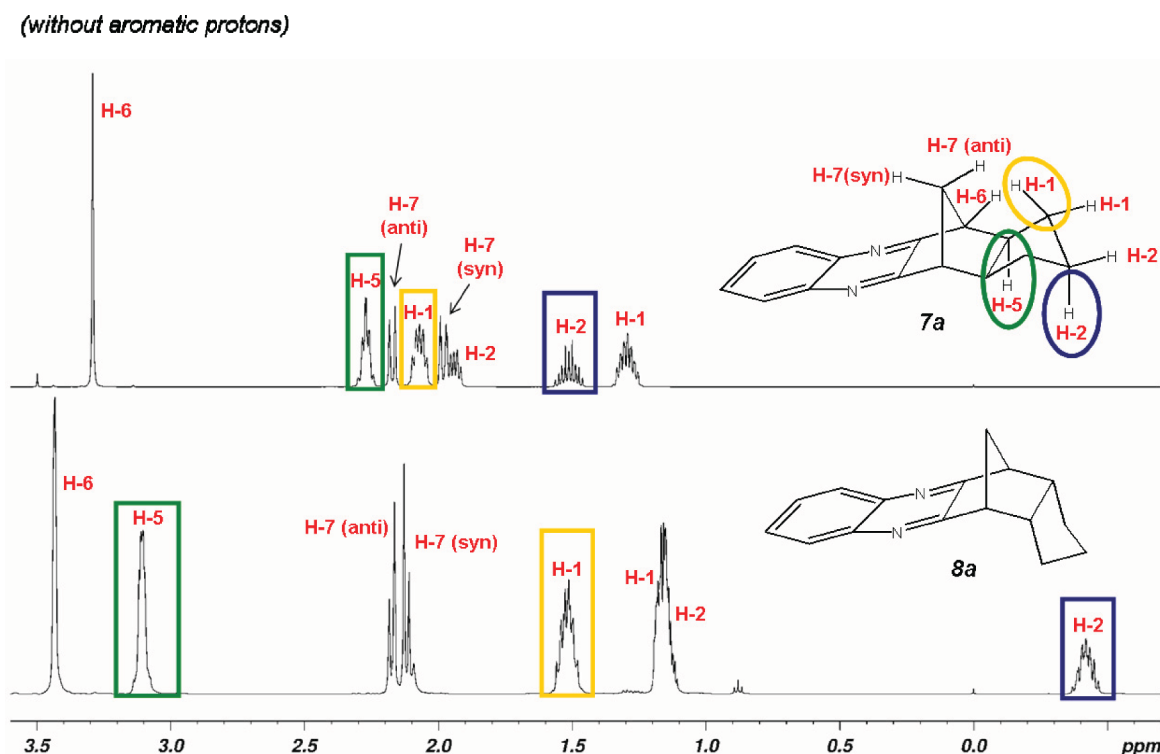 (without aromatic protons)
H-6
H-5
H-7
(anti)
H-1
H-7
(syn)
H-2
H-2
H-1
H-7 (anti)
H
H-7(syn)
H
H-6
H
H
H-1
H
H-1
N
N
H
H-5
H
H-2
H
H-2
7a
H-6
H-5
H-7 (anti)
H-7 (syn)
H-1
H-1
H-2
H-2
N
N
8a
3.5
3.0
2.5
2.0
1.5
1.0
0.5
0.0
ppm